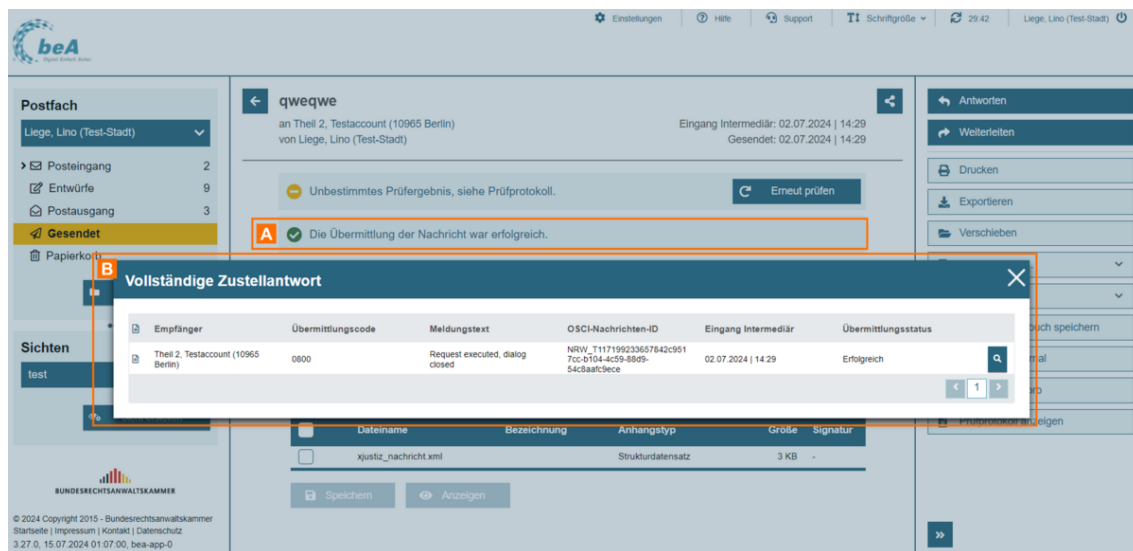 Einstellungen Hilfe Support Schriftgröße 29:42 Liege, Lino (Test-Stadt)
beA
Postfach
Liege, Lino (Test-Stadt)
Posteingang 2
Entwürfe 9
Postausgang 3
Gesendet
Papierkorb
Sichten
test
BUNDESRECHTSANWALTSKAMMER
© 2024 Copyright 2015 - Bundesrechtsanwaltskammer
Startseite | Impressum | Kontakt | Datenschutz
3.27.0, 15.07.2024 01:07:00, bea-app-0
qweqwe
an Theil 2, Testaccount (10965 Berlin)
von Liege, Lino (Test-Stadt)
Eingang Intermediär: 02.07.2024 | 14:29
Gesendet: 02.07.2024 | 14:29
Unbestimmtes Prüfergebnis, siehe Prüfprotokoll.
Erneut prüfen
A
Die Übermittlung der Nachricht war erfolgreich.
B
Vollständige Zustellantwort
Empfänger Übermittlungscode Meldungstext OSCI-Nachrichten-ID Eingang Intermediär Übermittlungsstatus
Theil 2, Testaccount (10965
Berlin)
0800
Request executed, dialog
closed
NRW_T117199233657842c951
7cc-b104-4c59-88d9-
54c8aafc9ece
02.07.2024 | 14:29
Erfolgreich
1
Dateiname Bezeichnung Anhangstyp Größe Signatur
xjustiz_nachricht.xml Strukturdatensatz 3 KB -
Speichern Anzeigen
Antworten
Weiterleiten
Drucken
Exportieren
Verschieben
speichern
Prüfprotokoll anzeigen